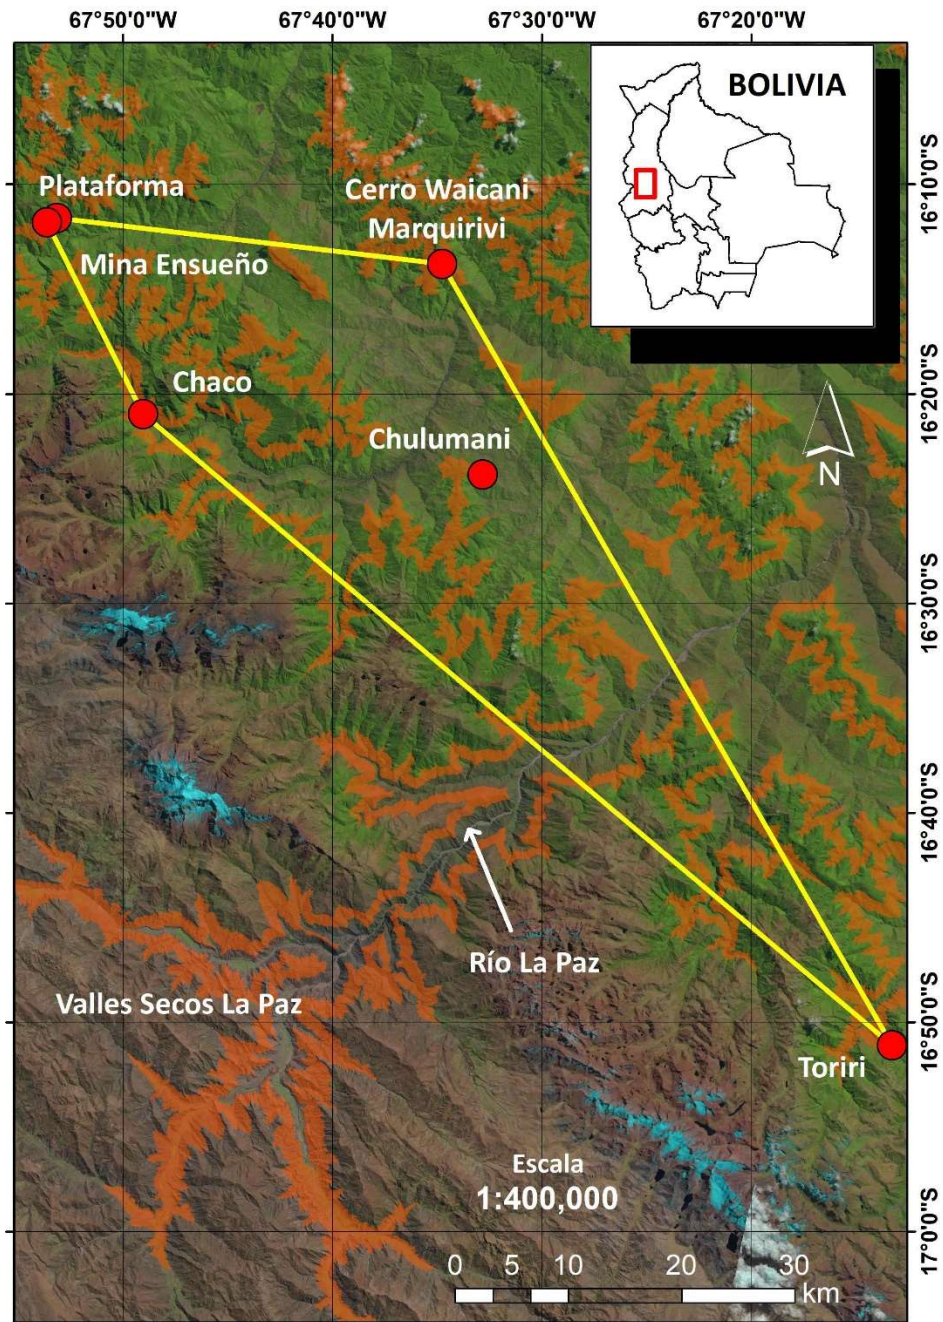 67°50'0"W
67°40'0"W
67°30'0"W
67°20'0"W
BOLIVIA
16°10'0"S
Plataforma
Cerro Waicani
Marquirivi
Mina Ensueño
Chaco
16°20'0"S
Chulumani
N
16°30'0"S
16°40'0"S
Río La Paz
Valles Secos La Paz
16°50'0"S
Toriri
Escala
1:400,000
17°0'0"S
0 5 10 20 30
km